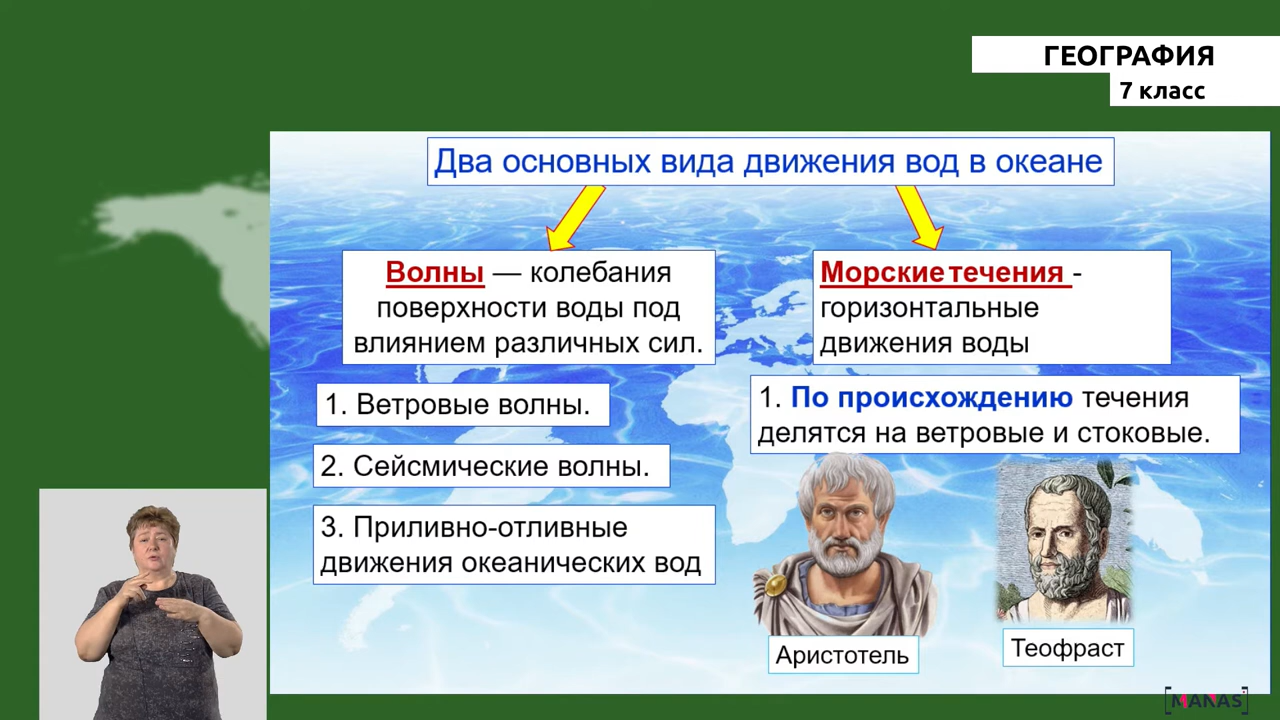 ГЕОГРАФИЯ
7 класс
Два основных вида движения вод в океане
Волны — колебания
поверхности воды под
влиянием различных сил.
1. Ветровые волны.
2. Сейсмические волны.
3. Приливно-отливные
движения океанических вод
Морские течения -
горизонтальные
движения воды
1. По происхождению течения
делятся на ветровые и стоковые.
Аристотель
Теофраст
[MANAS]